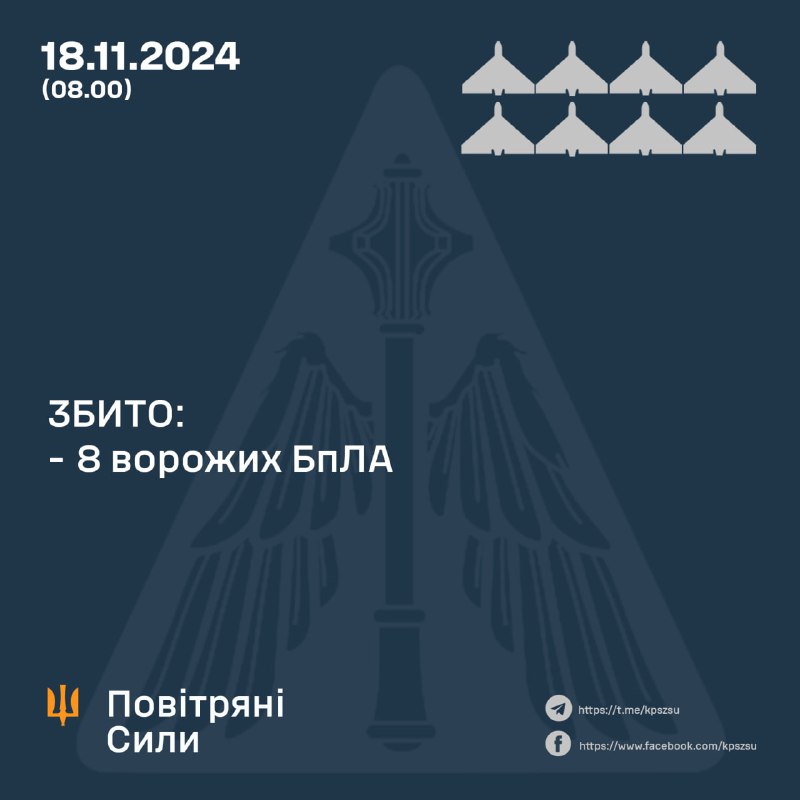 18.11.2024
(08.00)
ЗБИТО:
- 8 ворожих БпЛА
Повітряні
Сили
https://t.me/kpszsu
https://www.facebook.com/kpszsu